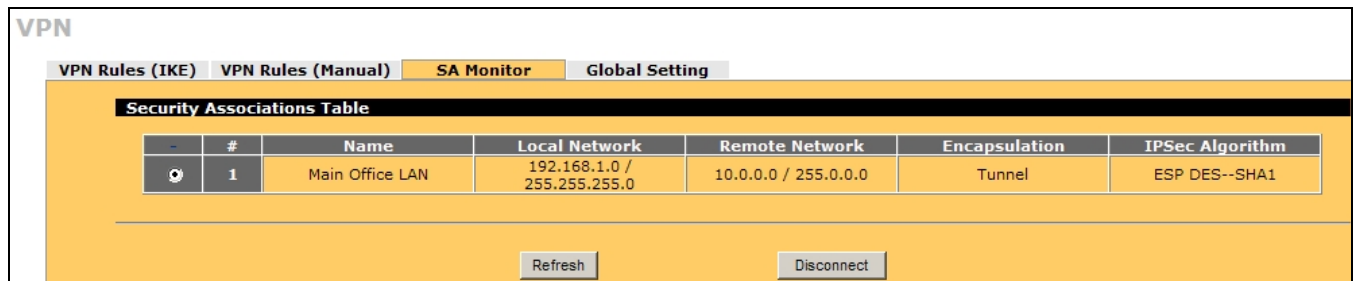 VPN
VPN Rules (IKE) VPN Rules (Manual) SA Monitor Global Setting
Security Associations Table
- # Name Local Network Remote Network Encapsulation IPSec Algorithm
1 Main Office LAN 192.168.1.0 / 255.255.255.0 10.0.0.0 / 255.0.0.0 Tunnel ESP DES--SHA1
Refresh Disconnect